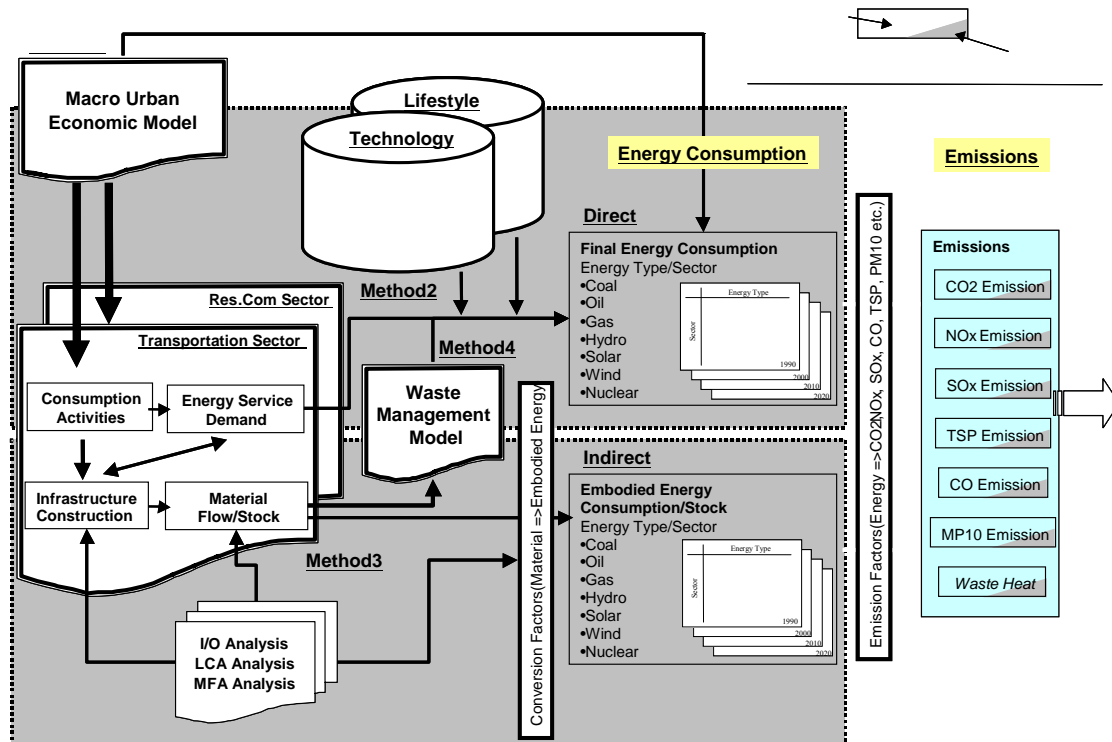 Macro Urban
Economic Model
Lifestyle
Technology
Energy Consumption
Emissions
Direct
Final Energy Consumption
Energy Type/Sector
•Coal
•Oil
•Gas
•Hydro
•Solar
•Wind
•Nuclear
Energy Type
Sector
1990
2000
2010
2020
Method2
Res.Com Sector
Transportation Sector
Method4
Consumption
Activities
Energy Service
Demand
Waste
Management
Model
Infrastructure
Construction
Material
Flow/Stock
Method3
I/O Analysis
LCA Analysis
MFA Analysis
Conversion Factors(Material =>Embodied Energy
Indirect
Embodied Energy
Consumption/Stock
Energy Type/Sector
•Coal
•Oil
•Gas
•Hydro
•Solar
•Wind
•Nuclear
Energy Type
Sector
1990
2000
2010
2020
Emission Factors(Energy =>CO2NOx, SOx, CO, TSP, PM10 etc.)
Emissions
CO2 Emission
NOx Emission
SOx Emission
TSP Emission
CO Emission
MP10 Emission
Waste Heat